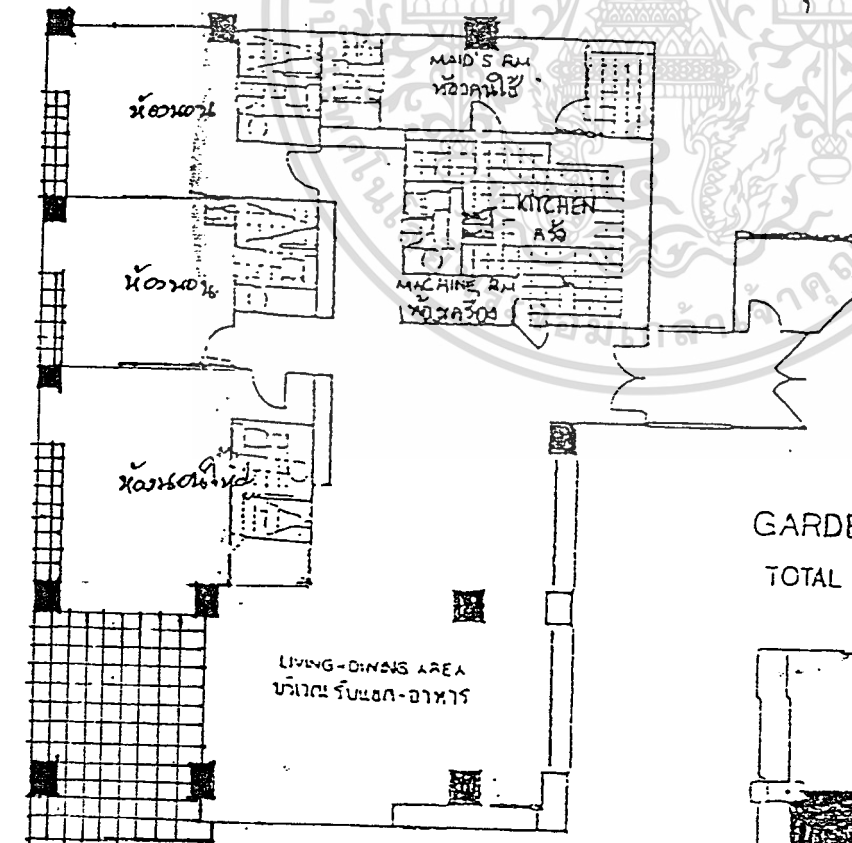 MAID'S RM
ห้องคนใช้
ห้องนอน
KITCHEN
ครัว
ห้องนอน
MACHINE RM
ห้องเครื่อง
ห้องนอนใหญ่
GARDE
TOTAL
LIVING-DINING AREA
บริเวณรับแขก-อาหาร